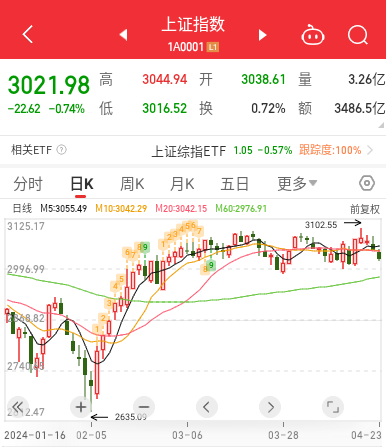 上证指数
1A0001 L1
3021.98 高 3044.94 开 3038.61 量 3.26亿
-22.62 -0.74% 低 3016.52 换 0.72% 额 3486.5亿
相关ETF ? 上证综指ETF 1.05 -0.57% 跟踪度:100%
分时 日K 周K 月K 五日 更多
日线 M5:3055.49 M10:3042.29 M20:3042.15 M60:2976.91 前复权
3125.17
3102.55
2996.99
2868.82
2740.65
2635.09
2024-01-16 02-05 03-06 03-28 04-23